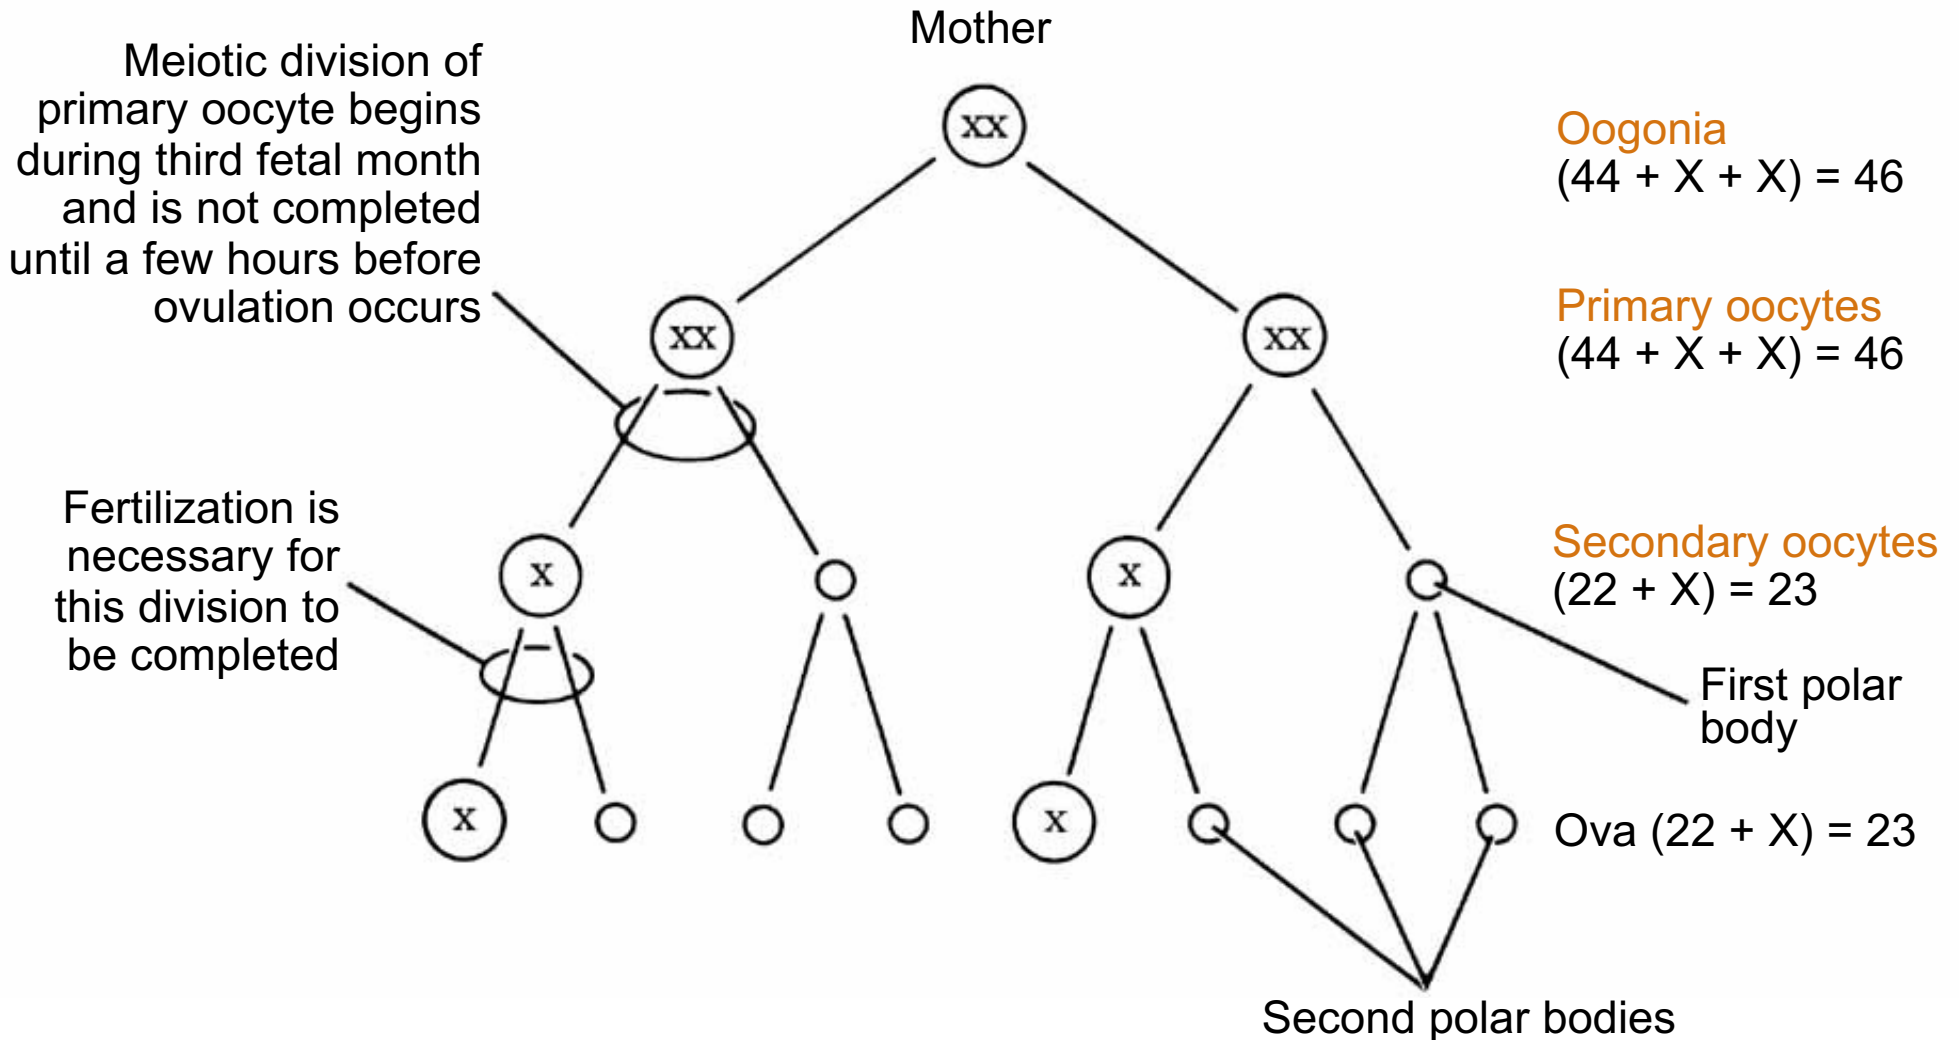 Mother
Meiotic division of
primary oocyte begins
during third fetal month
and is not completed
until a few hours before
ovulation occurs
xx
Oogonia
(44 + X + X) = 46
xx
xx
Primary oocytes
(44 + X + X) = 46
Fertilization is
necessary for
this division to
be completed
x
x
Secondary oocytes
(22 + X) = 23
First polar
body
x
x
Ova (22 + X) = 23
Second polar bodies